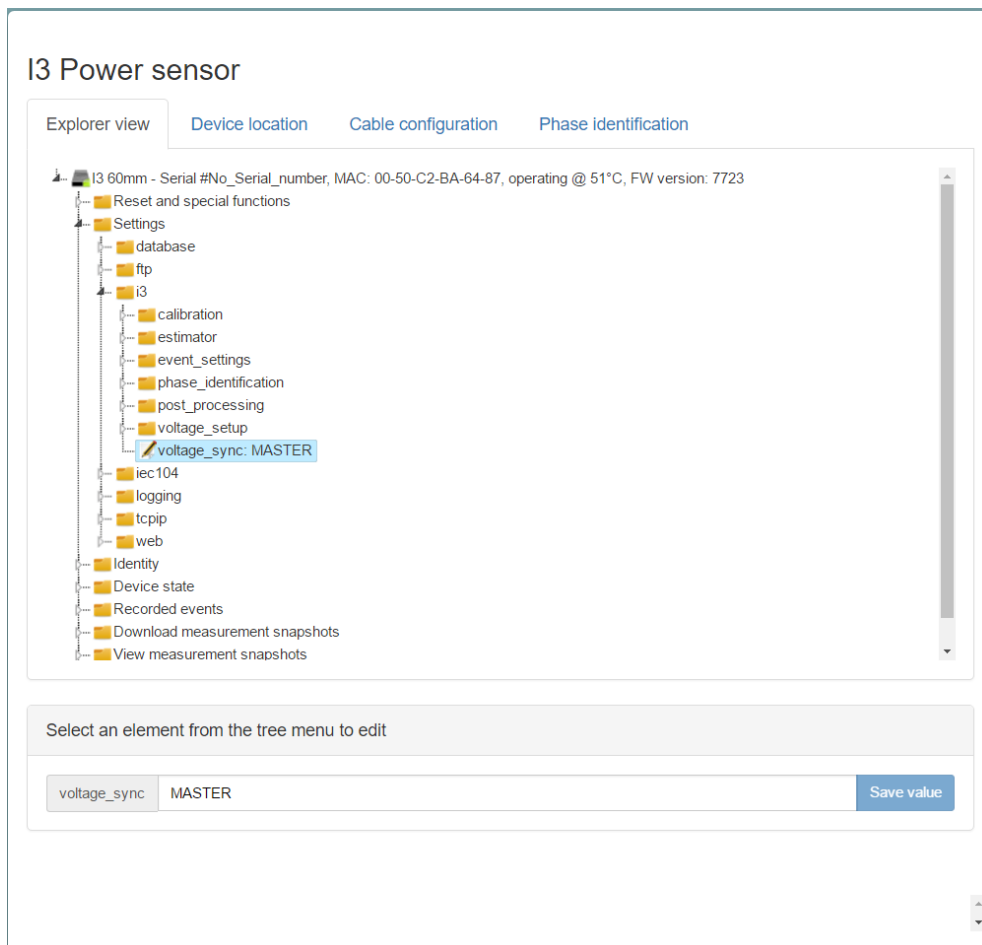 I3 Power sensor
Explorer view Device location Cable configuration Phase identification
I3 60mm - Serial #No_Serial_number, MAC: 00-50-C2-BA-64-87, operating @ 51°C, FW version: 7723
Reset and special functions
Settings
database
ftp
i3
calibration
estimator
event_settings
phase_identification
post_processing
voltage_setup
voltage_sync: MASTER
iec104
logging
tcpip
web
Identity
Device state
Recorded events
Download measurement snapshots
View measurement snapshots
Select an element from the tree menu to edit
voltage_sync MASTER Save value